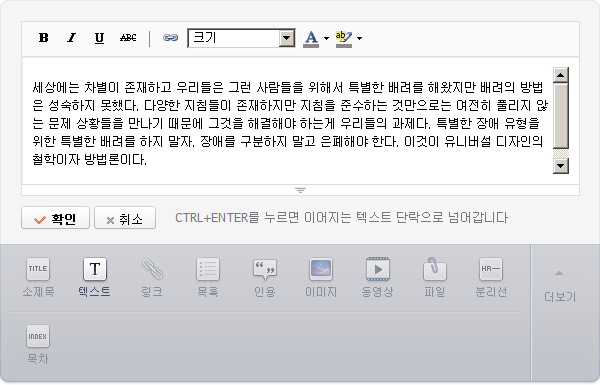 B I U ABC 크기 A ab
세상에는 차별이 존재하고 우리들은 그런 사람들을 위해서 특별한 배려를 해왔지만 배려의 방법
은 성숙하지 못했다. 다양한 지침들이 존재하지만 지침을 준수하는 것만으로는 여전히 풀리지 않
는 문제 상황들을 만나기 때문에 그것을 해결해야 하는게 우리들의 과제다. 특별한 장애 유형을
위한 특별한 배려를 하지 말자. 장애를 구분하지 말고 은폐해야 한다. 이것이 유니버설 디자인의
철학이자 방법론이다.
확인 취소 CTRL+ENTER를 누르면 이어지는 텍스트 단락으로 넘어갑니다
TITLE T HR
소제목 텍스트 링크 목록 인용 이미지 동영상 파일 분리선 더보기
INDEX
목차